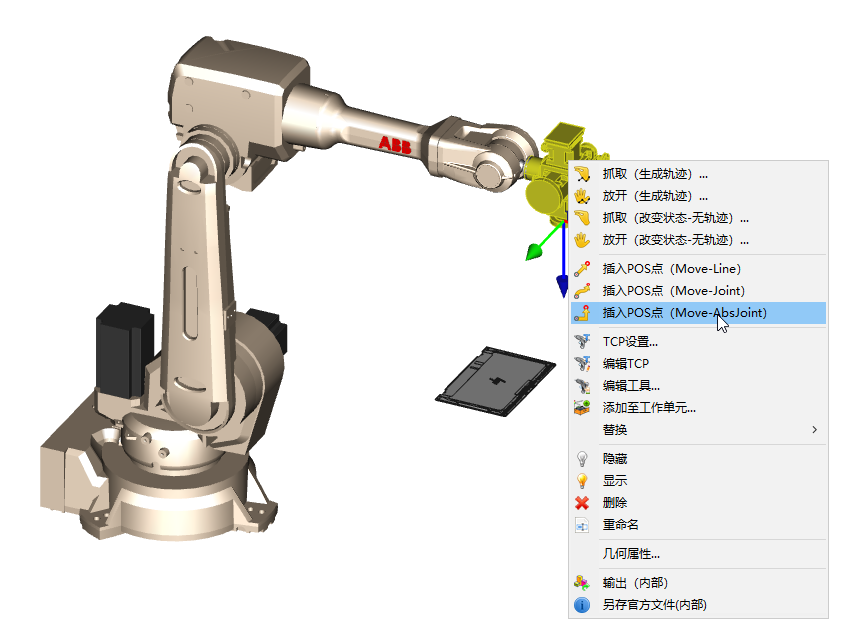 ABB
抓取（生成轨迹）...
放开（生成轨迹）...
抓取（改变状态-无轨迹）...
放开（改变状态-无轨迹）...
插入POS点（Move-Line）
插入POS点（Move-Joint）
插入POS点（Move-AbsJoint）
TCP设置...
编辑TCP
编辑工具...
添加至工作单元...
替换
隐藏
显示
删除
重命名
几何属性...
输出（内部）
另存官方文件(内部)